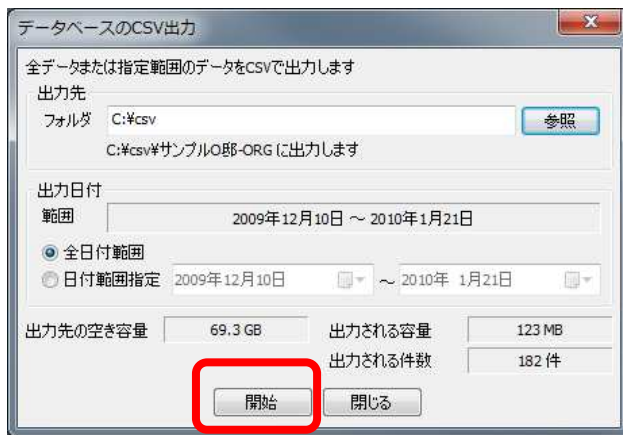 データベースのCSV出力
全データまたは指定範囲のデータをCSVで出力します
出力先
フォルダ C:¥csv 参照
C:¥csv¥サンプルO邸-ORG に出力します
出力日付
範囲 2009年12月10日 ～ 2010年1月21日
全日付範囲
日付範囲指定 2009年12月10日 ～ 2010年 1月21日
出力先の空き容量 69.3 GB 出力される容量 123 MB
出力される件数 182 件
開始 閉じる